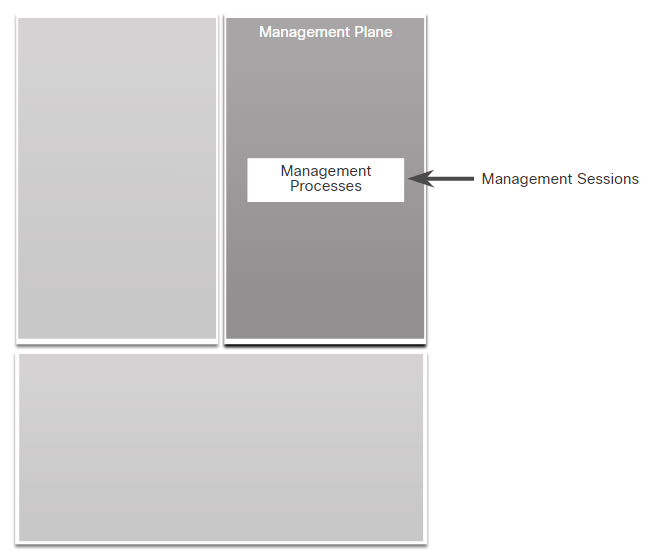 Management Plane
Management
Processes
Management Sessions